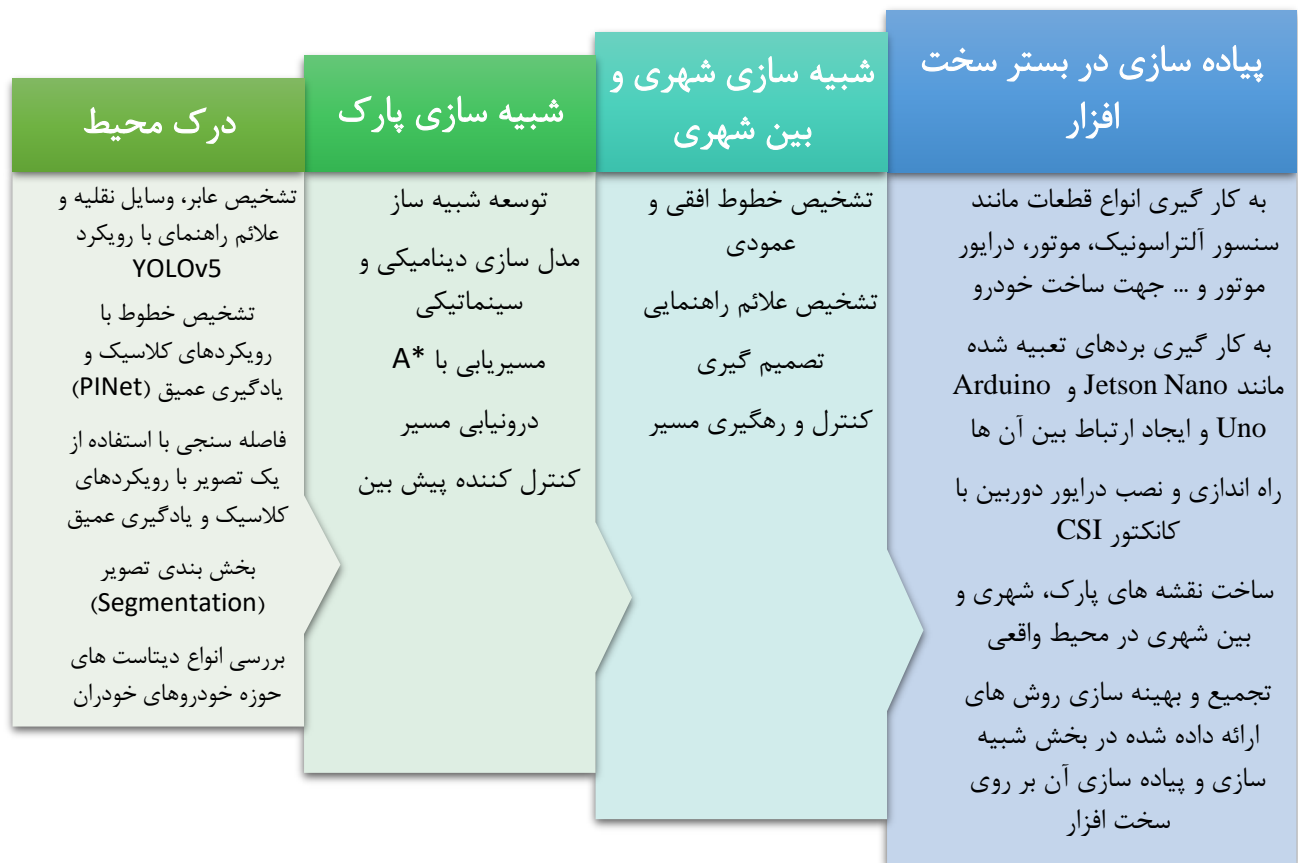 درک محیط
تشخیص عابر، وسایل نقلیه و
علائم راهنمای با رویکرد
YOLOv5
تشخیص خطوط با
رویکردهای کلاسیک و
یادگیری عمیق (PINet)
فاصله سنجی با استفاده از
یک تصویر با رویکردهای
کلاسیک و یادگیری عمیق
بخش بندی تصویر
(Segmentation)
بررسی انواع دیتاست های
حوزه خودروهای خودران
شبیه سازی پارک
توسعه شبیه ساز
مدل سازی دینامیکی و
سینماتیکی
مسیریابی با A*
درونیابی مسیر
کنترل کننده پیش بین
شبیه سازی شهری و
بین شهری
تشخیص خطوط افقی و
عمودی
تشخیص علائم راهنمایی
تصمیم گیری
کنترل و رهگیری مسیر
پیاده سازی در بستر سخت
افزار
به کار گیری انواع قطعات مانند
سنسور آلتراسونیک، موتور، درایور
موتور و ... جهت ساخت خودرو
به کار گیری بردهای تعبیه شده
مانند Jetson Nano و Arduino
Uno و ایجاد ارتباط بین آن ها
راه اندازی و نصب درایور دوربین با
کانکتور CSI
ساخت نقشه های پارک، شهری و
بین شهری در محیط واقعی
تجمیع و بهینه سازی روش های
ارائه داده شده در بخش شبیه
سازی و پیاده سازی آن بر روی
سخت افزار